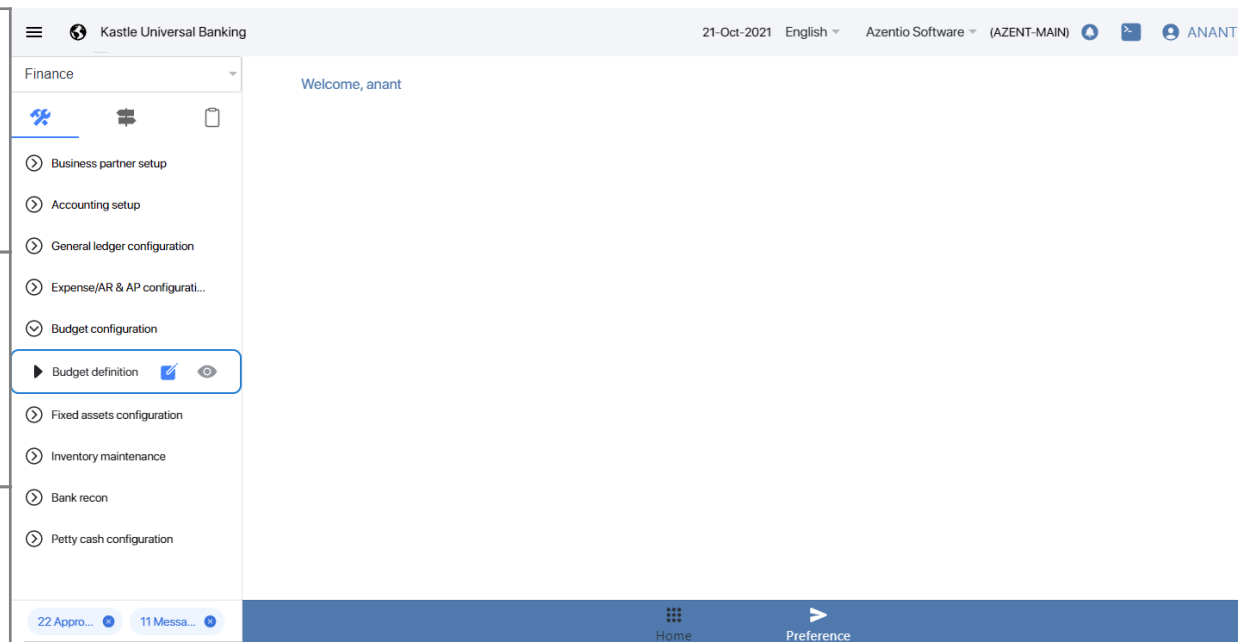 Kastle Universal Banking
21-Oct-2021 English Azentio Software (AZENT-MAIN) ANANT
Finance
Welcome, anant
Business partner setup
Accounting setup
General ledger configuration
Expense/AR & AP configurati...
Budget configuration
Budget definition
Fixed assets configuration
Inventory maintenance
Bank recon
Petty cash configuration
22 Appro... 11 Messa...
Home Preference